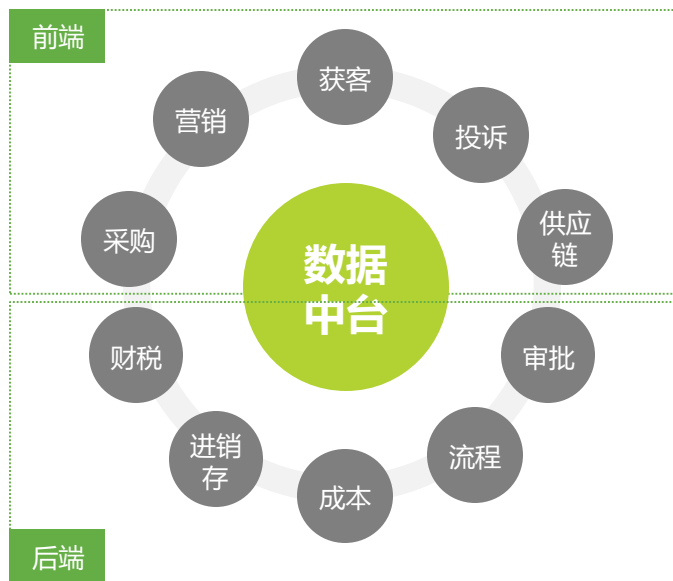 前端
获客
营销
投诉
采购
供应
链
数据
中台
财税
审批
进销
存
流程
成本
后端